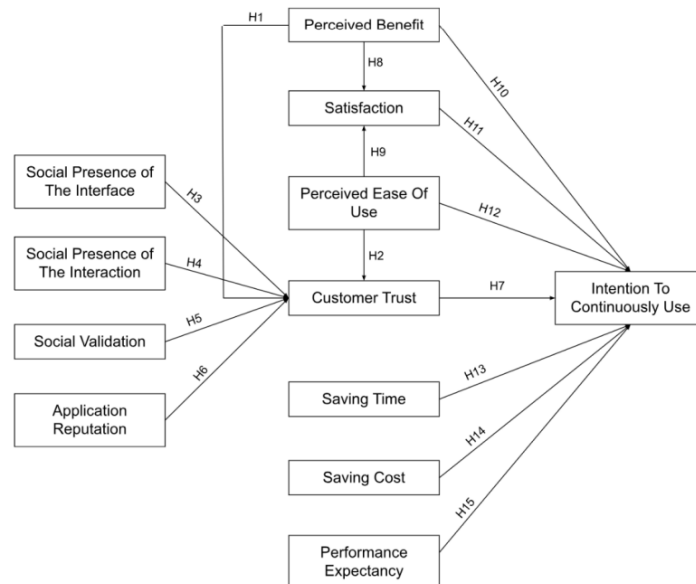 H1
Perceived Benefit
H8
H10
Satisfaction
H11
H9
Social Presence of
The Interface
H3
Perceived Ease Of
Use
H12
H2
Social Presence of
The Interaction
H4
Customer Trust
H7
Intention To
Continuously Use
H5
Social Validation
H6
Application
Reputation
H13
Saving Time
H14
Saving Cost
H15
Performance
Expectancy